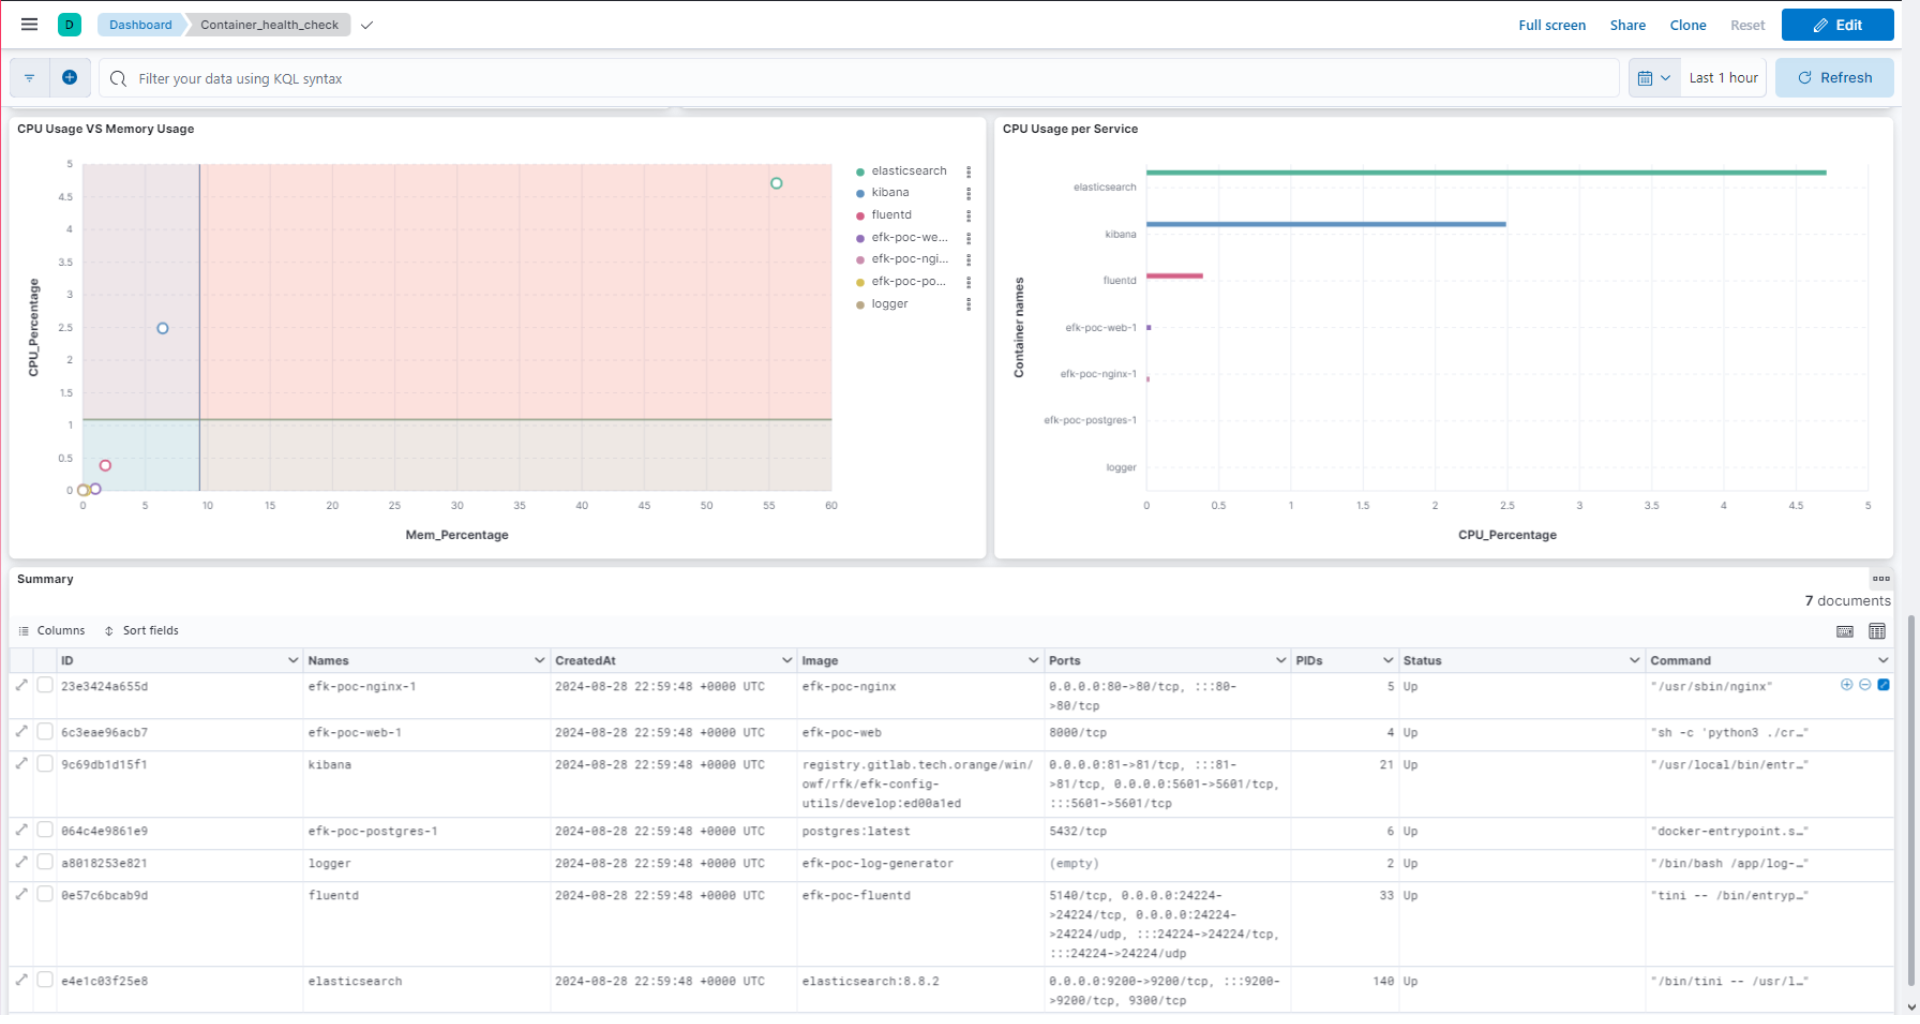 D Dashboard Container_health_check Full screen Share Clone Reset Edit
Filter your data using KQL syntax Last 1 hour Refresh
CPU Usage VS Memory Usage
5
4.5
4
3.5
3
2.5
2
1.5
1
0.5
0
CPU_Percentage
0 5 10 15 20 25 30 35 40 45 50 55 60
Mem_Percentage
elasticsearch
kibana
fluentd
efk-poc-we...
efk-poc-ngi...
efk-poc-po...
logger
CPU Usage per Service
Container names
elasticsearch
kibana
fluentd
efk-poc-web-1
efk-poc-nginx-1
efk-poc-postgres-1
logger
0 0.5 1 1.5 2 2.5 3 3.5 4 4.5 5
CPU_Percentage
Summary
7 documents
Columns Sort fields
ID Names CreatedAt Image Ports PIDs Status Command
23e3424a655d efk-poc-nginx-1 2024-08-28 22:59:48 +0000 UTC efk-poc-nginx 0.0.0.0:80->80/tcp, :::80- 5 Up "/usr/sbin/nginx"
>80/tcp
6c3eae96acb7 efk-poc-web-1 2024-08-28 22:59:48 +0000 UTC efk-poc-web 8000/tcp 4 Up "sh -c 'python3 ./cr…"
9c69db1d15f1 kibana 2024-08-28 22:59:48 +0000 UTC registry.gitlab.tech.orange/win/ 0.0.0.0:81->81/tcp, :::81- 21 Up "/usr/local/bin/entr…"
owf/rfk/efk-config- >81/tcp, 0.0.0.0:5601->5601/tcp,
utils/develop:ed00a1ed :::5601->5601/tcp
064c4e9861e9 efk-poc-postgres-1 2024-08-28 22:59:48 +0000 UTC postgres:latest 5432/tcp 6 Up "docker-entrypoint.s…"
a8018253e821 logger 2024-08-28 22:59:48 +0000 UTC efk-poc-log-generator (empty) 2 Up "/bin/bash /app/log-…"
0e57c6bcab9d fluentd 2024-08-28 22:59:48 +0000 UTC efk-poc-fluentd 5140/tcp, 0.0.0.0:24224- 33 Up "tini -- /bin/entryp…"
>24224/tcp, 0.0.0.0:24224-
>24224/udp, :::24224->24224/tcp,
:::24224->24224/udp
e4e1c03f25e8 elasticsearch 2024-08-28 22:59:48 +0000 UTC elasticsearch:8.8.2 0.0.0.0:9200->9200/tcp, :::9200- 140 Up "/bin/tini -- /usr/l…"
>9200/tcp, 9300/tcp